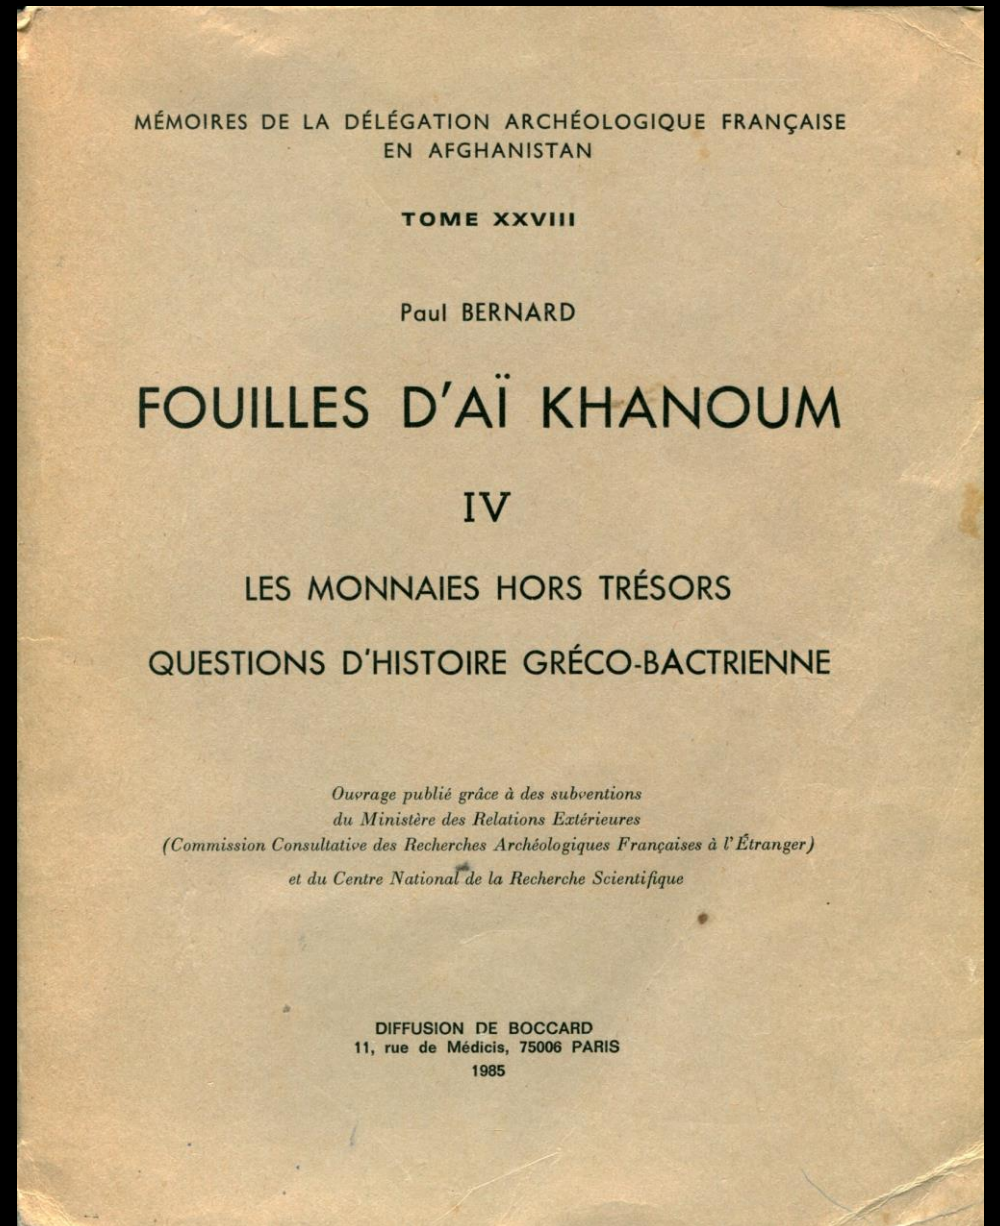 MÉMOIRES DE LA DÉLÉGATION ARCHÉOLOGIQUE FRANÇAISE
EN AFGHANISTAN
TOME XXVIII
Paul BERNARD
FOUILLES D'AÏ KHANOUM
IV
LES MONNAIES HORS TRÉSORS
QUESTIONS D'HISTOIRE GRÉCO-BACTRIENNE
Ouvrage publié grâce à des subventions
du Ministère des Relations Extérieures
(Commission Consultative des Recherches Archéologiques Françaises à l'Étranger)
et du Centre National de la Recherche Scientifique
DIFFUSION DE BOCCARD
11, rue de Médicis, 75006 PARIS
1985